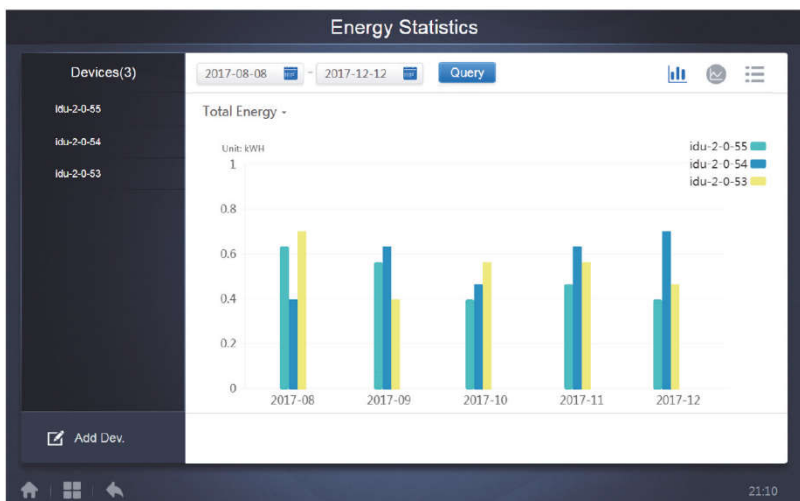 Energy Statistics
Devices(3)
idu-2-0-55
idu-2-0-54
idu-2-0-53
Add Dev.
2017-08-08 - 2017-12-12 Query
Total Energy
Unit: kWH
idu-2-0-55
idu-2-0-54
idu-2-0-53
1
0.8
0.6
0.4
0.2
0
2017-08 2017-09 2017-10 2017-11 2017-12
21:10